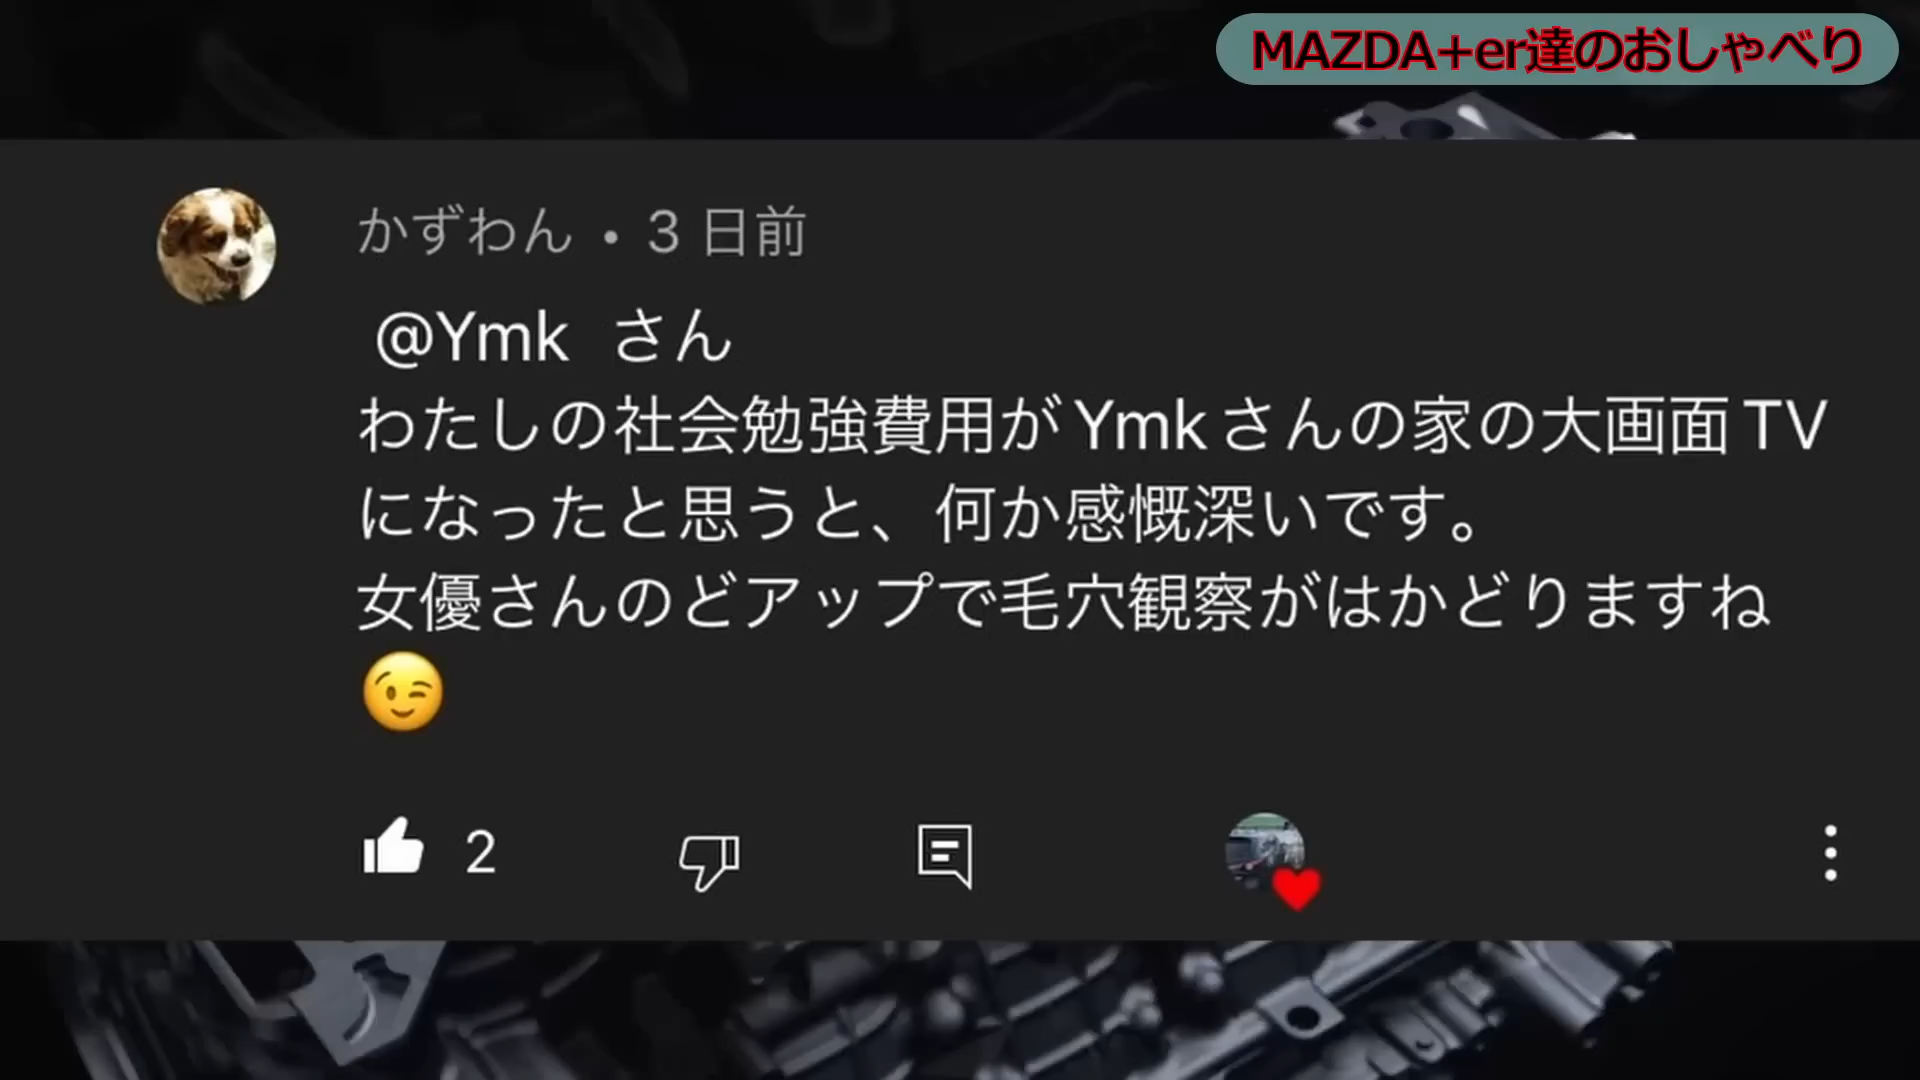 MAZDA+er達のおしゃべり
かずわん • 3 日前
@Ymk さん
わたしの社会勉強費用がYmkさんの家の大画面TV
になったと思うと、何か感慨深いです。
女優さんのどアップで毛穴観察がはかどりますね
😉
2